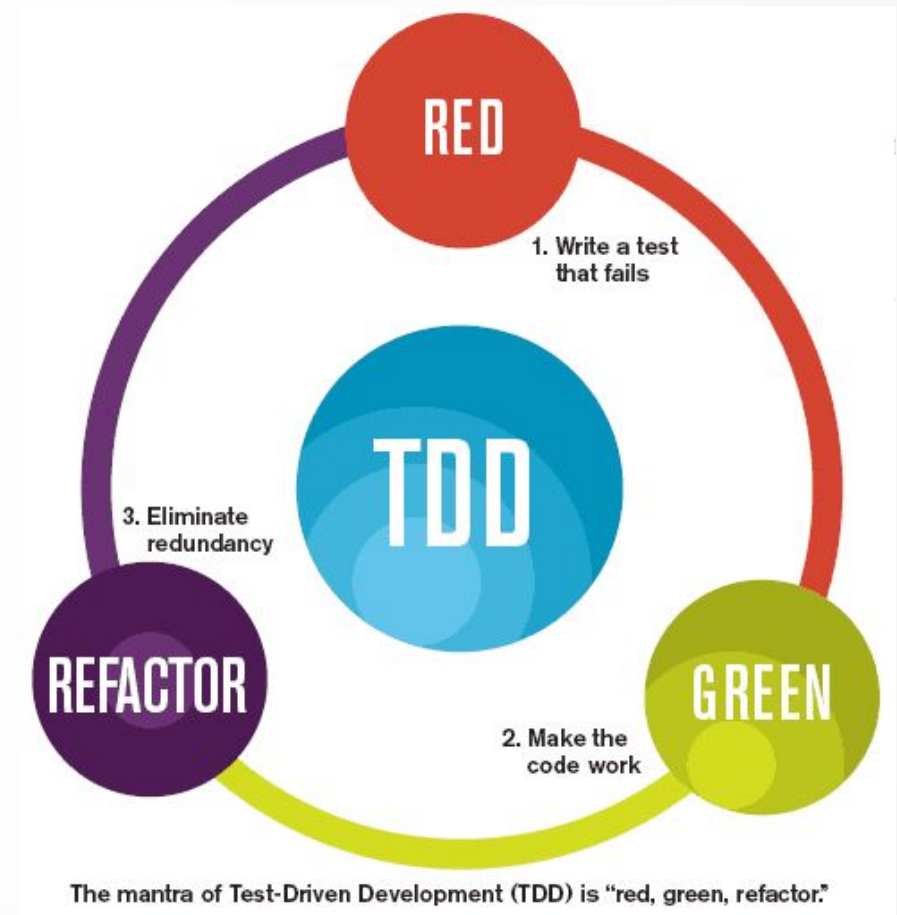 RED
1. Write a test
that fails
TDD
3. Eliminate
redundancy
REFACTOR
GREEN
2. Make the
code work
The mantra of Test-Driven Development (TDD) is “red, green, refactor.”